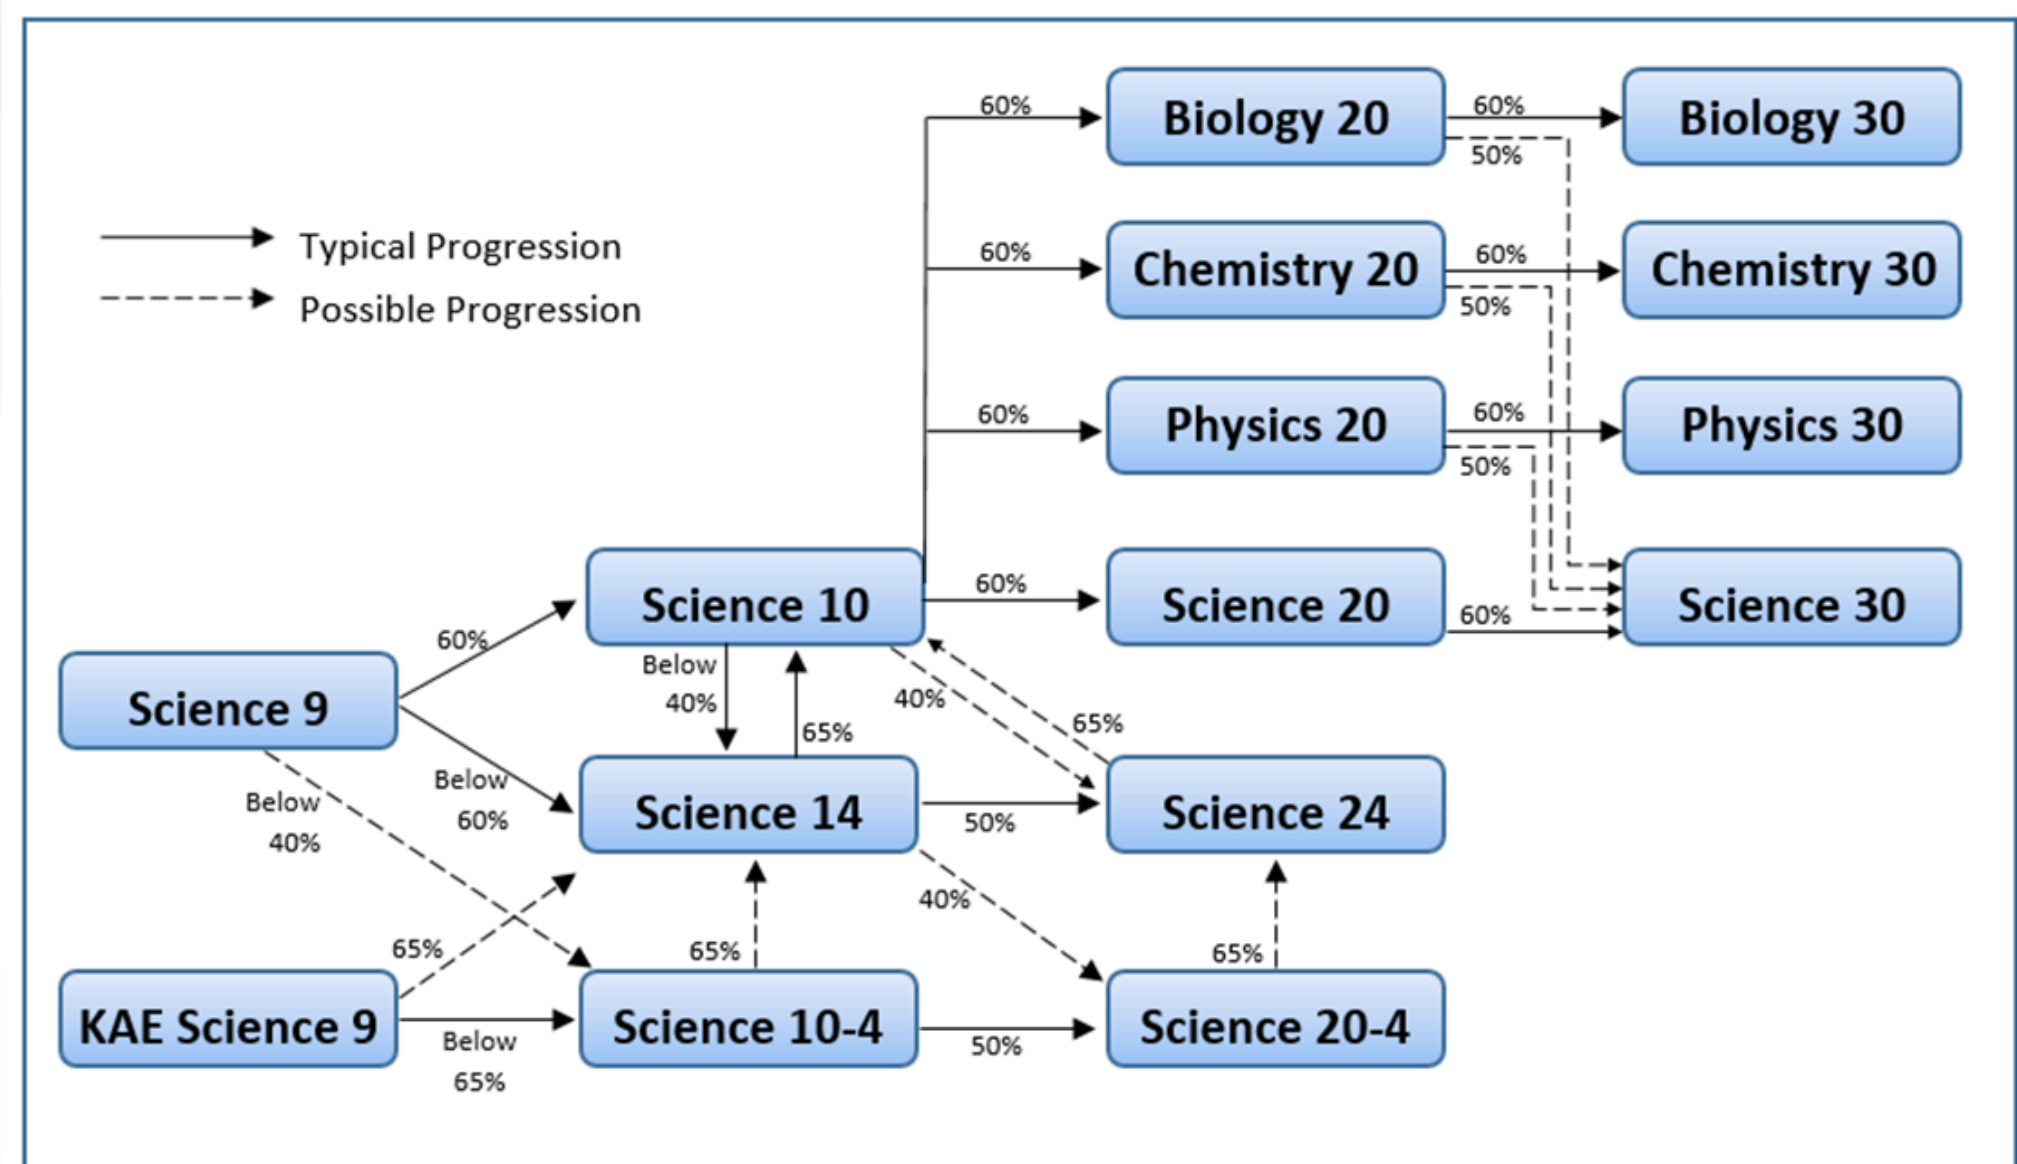 60%
Biology 20
60%
Biology 30
50%
Typical Progression
Possible Progression
60%
Chemistry 20
60%
Chemistry 30
50%
60%
Physics 20
60%
Physics 30
50%
Science 10
60%
Science 20
60%
Science 30
60%
Science 9
Below
40%
65%
40%
65%
Below
60%
Below
40%
Science 14
50%
Science 24
65%
65%
40%
65%
KAE Science 9
Below
65%
Science 10-4
50%
Science 20-4